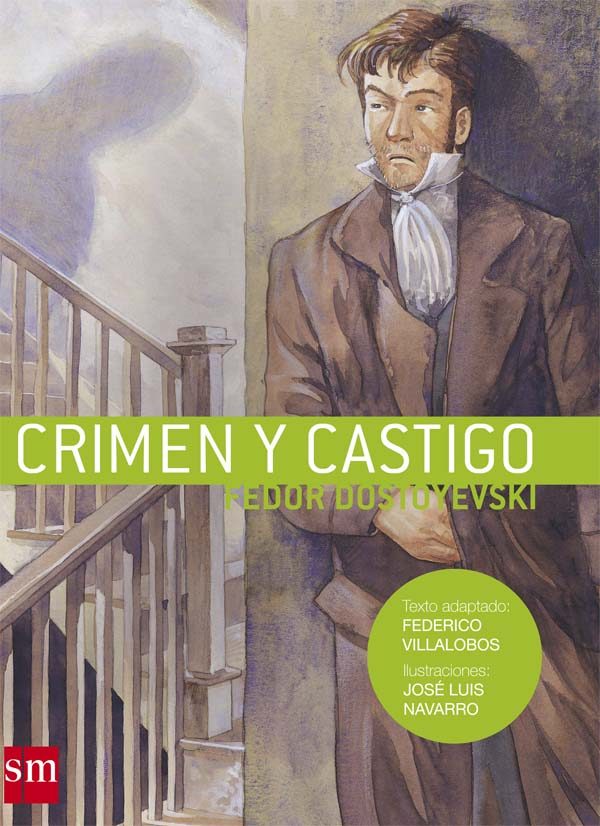 CRIMEN Y CASTIGO
FEDOR DOSTOYEVSKI
Texto adaptado:
FEDERICO
VILLALOBOS
Ilustraciones:
JOSÉ LUIS
NAVARRO
sm